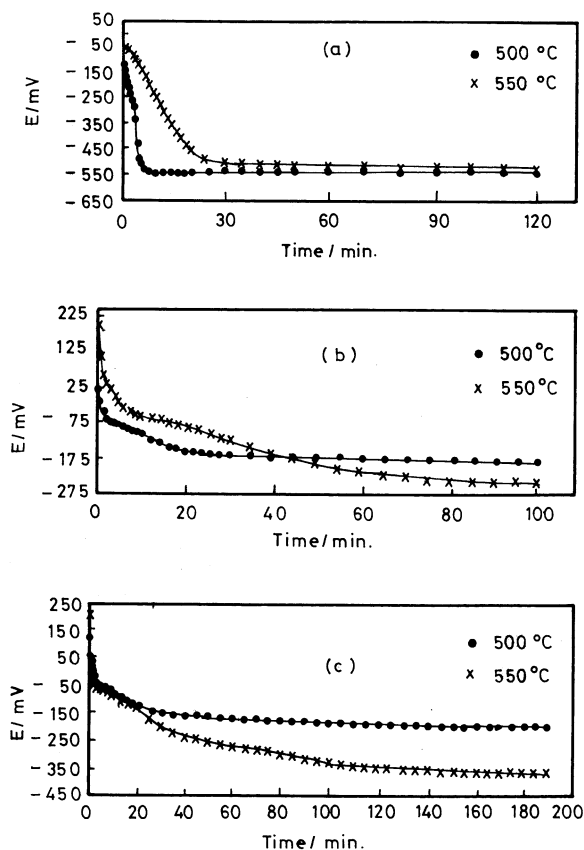 50
− 50
− 150
− 250
− 350
− 450
− 550
− 650
E/mV
(a)
● 500 °C
× 550 °C
0 30 60 90 120
Time/ min.
225
125
25
− 75
− 175
− 275
E/mV
(b)
● 500°C
× 550°C
0 20 40 60 80 100
Time/min.
250
150
50
− 50
− 150
− 250
− 350
− 450
E/mV
(c)
● 500 °C
× 550 °C
0 20 40 60 80 100 120 140 160 180 200
Time/ min.